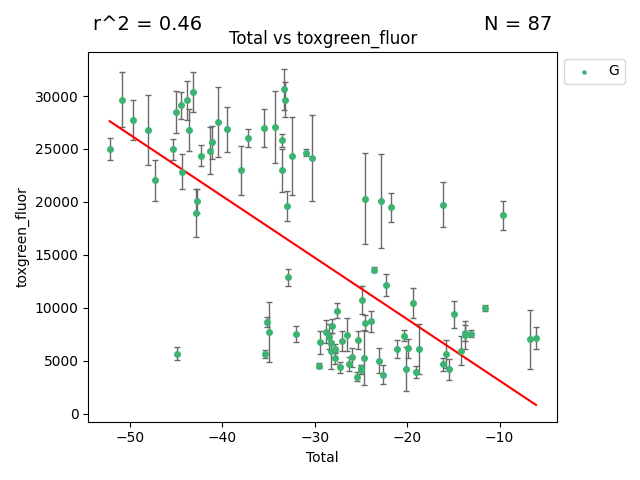 r^2 = 0.46
N = 87
Total vs toxgreen_fluor
G
30000
25000
20000
15000
10000
5000
0
toxgreen_fluor
−50 −40 −30 −20 −10
Total